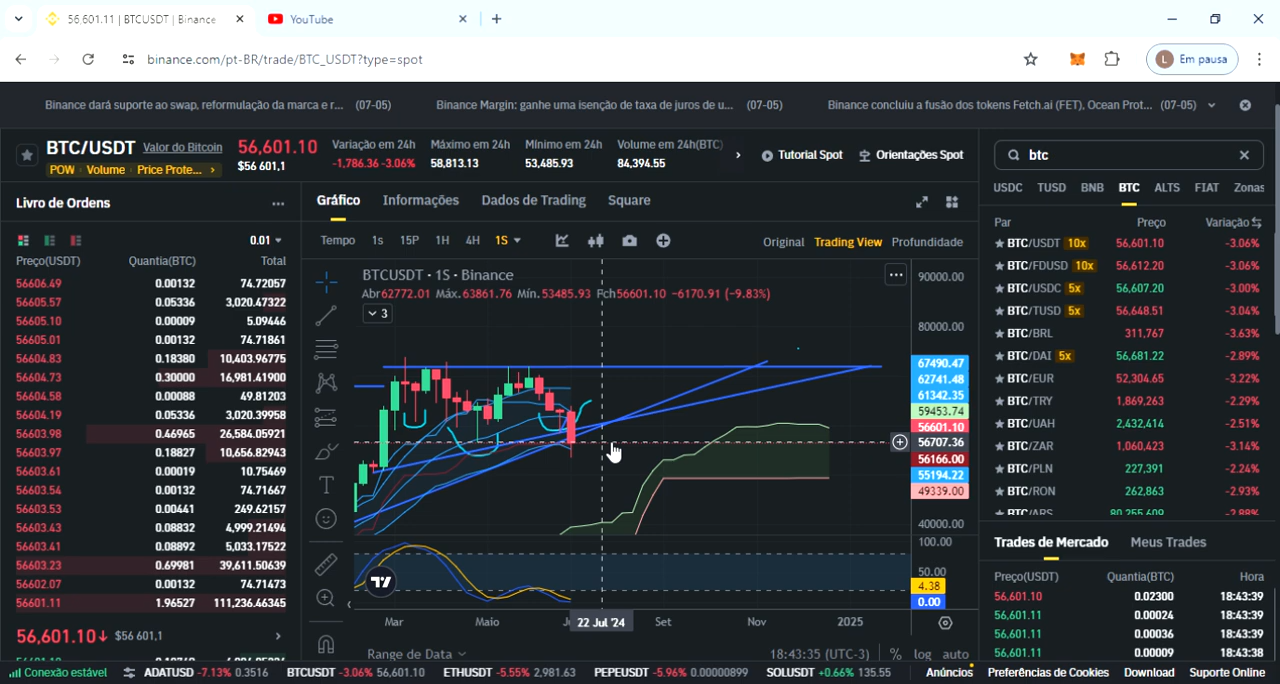 56,601.11 | BTCUSDT | Binance
YouTube
binance.com/pt-BR/trade/BTC_USDT?type=spot
L Em pausa
Binance dará suporte ao swap, reformulação da marca e r... (07-05)
Binance Margin: ganhe uma isenção de taxa de juros de u... (07-05)
Binance concluiu a fusão dos tokens Fetch.ai (FET), Ocean Prot... (07-05)
BTC/USDT Valor do Bitcoin
POW Volume Price Prote...
56,601.10
$56 601,1
Variação em 24h
-1,786.36 -3.06%
Máximo em 24h
58,813.13
Mínimo em 24h
53,485.93
Volume em 24h(BTC)
84,394.55
Tutorial Spot
Orientações Spot
Livro de Ordens
0.01
Preço(USDT) Quantia(BTC) Total
56606.49 0.00132 74.72057
56605.57 0.05336 3,020.47322
56605.10 0.00009 5.09446
56605.01 0.00132 74.71861
56604.83 0.18380 10,403.96775
56604.73 0.30000 16,981.41900
56604.58 0.00088 49.81203
56604.19 0.05336 3,020.39958
56603.98 0.46965 26,584.05921
56603.97 0.18827 10,656.82943
56603.61 0.00019 10.75469
56603.54 0.00132 74.71667
56603.53 0.00441 249.62157
56603.43 0.08832 4,999.21494
56603.41 0.08892 5,033.17522
56603.23 0.69981 39,611.50639
56602.07 0.00132 74.71473
56601.11 1.96527 111,236.46345
56,601.10 $56 601,1
Gráfico Informações Dados de Trading Square
Tempo 1s 15P 1H 4H 1S
Original Trading View Profundidade
BTCUSDT · 1S · Binance
Abr62772.01 Máx.63861.76 Mín.53485.93 Fch56601.10 -6170.91 (-9.83%)
3
90000.00
80000.00
67490.47
62741.48
61342.35
59453.74
56601.10
56707.36
56166.00
55194.22
49339.00
40000.00
100.00
50.00
4.38
0.00
Mar Maio 22 Jul '24 Set Nov 2025
Range de Data
18:43:35 (UTC-3) % log auto
btc
USDC TUSD BNB BTC ALTS FIAT Zonas
Par Preço Variação
BTC/USDT 10x 56,601.10 -3.06%
BTC/FDUSD 10x 56,612.20 -3.06%
BTC/USDC 5x 56,607.20 -3.00%
BTC/TUSD 5x 56,648.51 -3.04%
BTC/BRL 311,767 -3.63%
BTC/DAI 5x 56,681.22 -2.89%
BTC/EUR 52,304.65 -3.22%
BTC/TRY 1,869,263 -2.29%
BTC/UAH 2,432,414 -2.51%
BTC/ZAR 1,060,423 -3.14%
BTC/PLN 227,391 -2.24%
BTC/RON 262,863 -2.93%
BTC/ARS 80,255,609 -2.88%
Trades de Mercado Meus Trades
Preço(USDT) Quantia(BTC) Hora
56,601.10 0.02300 18:43:39
56,601.11 0.00024 18:43:39
56,601.11 0.00036 18:43:39
56,601.11 0.00009 18:43:38
Conexão estável
ADATUSD -7.13% 0.3516
BTCUSDT -3.06% 56,601.10
ETHUSDT -5.55% 2,981.63
PEPEUSDT -5.96% 0.00000899
SOLUSDT +0.66% 135.55
Anúncios
Preferências de Cookies
Download
Suporte Online